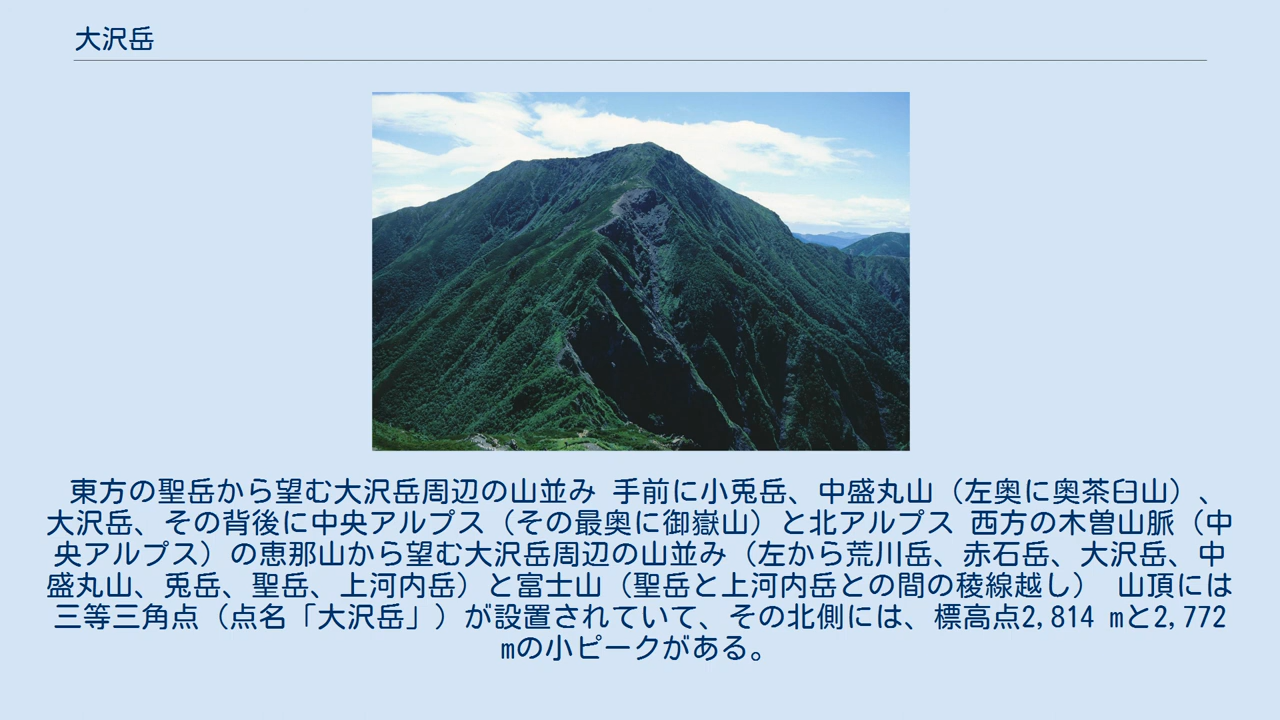 大沢岳
東方の聖岳から望む大沢岳周辺の山並み 手前に小兎岳、中盛丸山（左奥に奥茶臼山）、
大沢岳、その背後に中央アルプス（その最奥に御嶽山）と北アルプス 西方の木曽山脈（中
央アルプス）の恵那山から望む大沢岳周辺の山並み（左から荒川岳、赤石岳、大沢岳、中
盛丸山、兎岳、聖岳、上河内岳）と富士山（聖岳と上河内岳との間の稜線越し） 山頂には
三等三角点（点名「大沢岳」）が設置されていて、その北側には、標高点2,814 mと2,772
mの小ピークがある。